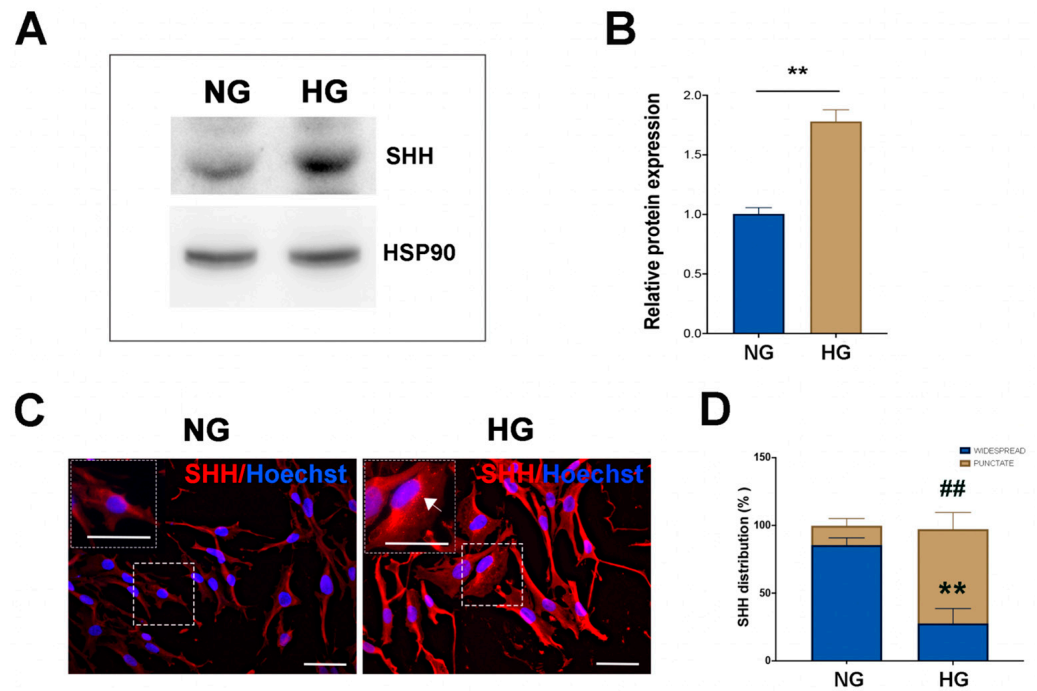 A
NG HG
SHH
HSP90
B
**
Relative protein expression
2.0
1.5
1.0
0.5
0.0
NG HG
C
NG HG
SHH/Hoechst
SHH/Hoechst
D
WIDESPREAD
PUNCTATE
SHH distribution (%)
150
100
50
0
##
**
NG HG